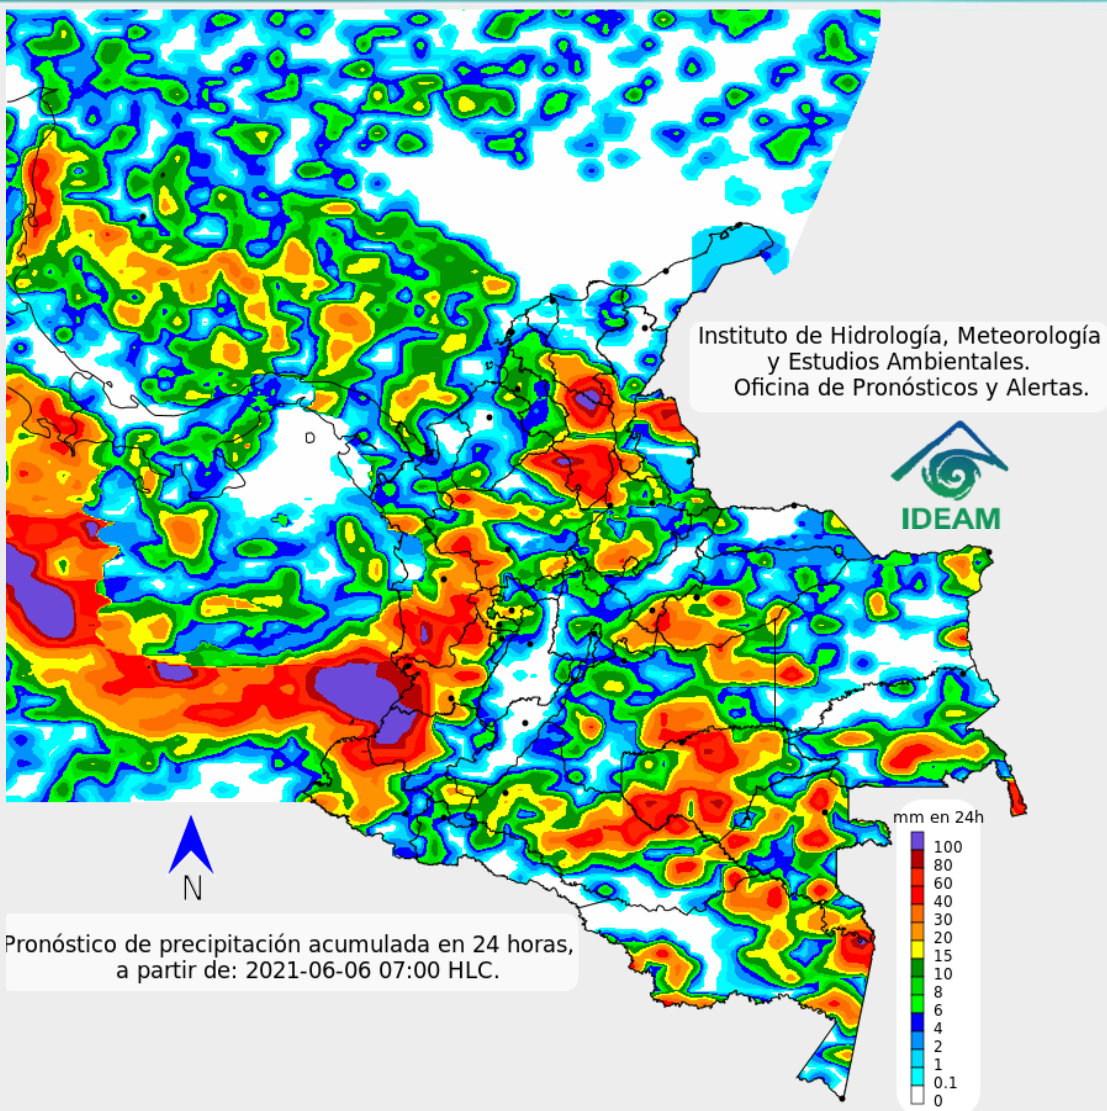 Instituto de Hidrología, Meteorología
y Estudios Ambientales.
Oficina de Pronósticos y Alertas.
IDEAM
mm en 24h
100
80
60
40
30
20
15
10
8
6
4
2
1
0.1
0
N
Pronóstico de precipitación acumulada en 24 horas,
a partir de: 2021-06-06 07:00 HLC.